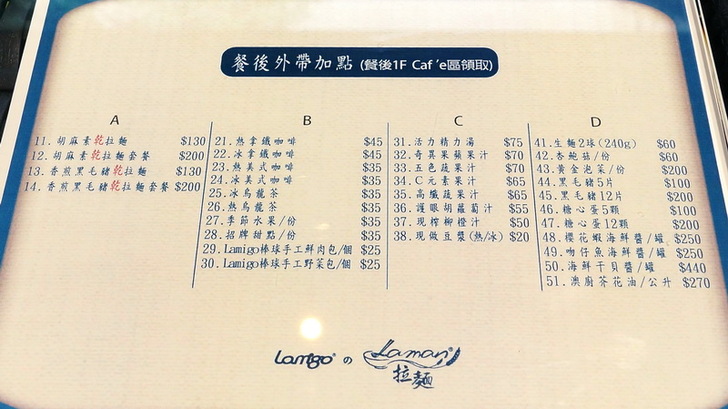 餐後外帶加點 (餐後1F Caf'e區領取)
A
11. 胡麻素乾拉麵 $130
12. 胡麻素乾拉麵套餐 $200
13. 香煎黑毛豬乾拉麵 $130
14. 香煎黑毛豬乾拉麵套餐 $200
B
21. 熱拿鐵咖啡 $45
22. 冰拿鐵咖啡 $45
23. 熱美式咖啡 $35
24. 冰美式咖啡 $35
25. 冰烏龍茶 $35
26. 熱烏龍茶 $35
27. 季節水果/份 $35
28. 招牌甜點/份 $35
29. Lamigo棒球手工鮮肉包/個 $25
30. Lamigo棒球手工野菜包/個 $25
C
31. 活力精力湯 $75
32. 奇異果蘋果汁 $70
33. 五色蔬果汁 $70
34. C元素果汁 $65
35. 高纖蔬果汁 $65
36. 護眼胡蘿蔔汁 $55
37. 現榨柳橙汁 $50
38. 現做豆漿(熱/冰) $20
D
41. 生麵2球(240g) $60
42. 杏鮑菇/份 $60
43. 黃金泡菜/份 $200
44. 黑毛豬5片 $100
45. 黑毛豬12片 $200
46. 糖心蛋5顆 $100
47. 糖心蛋12顆 $200
48. 櫻花蝦海鮮醬/罐 $250
49. 吻仔魚海鮮醬/罐 $250
50. 海鮮干貝醬/罐 $440
51. 澳廚芥花油/公升 $270
Lamigo® の Laman® 拉麵